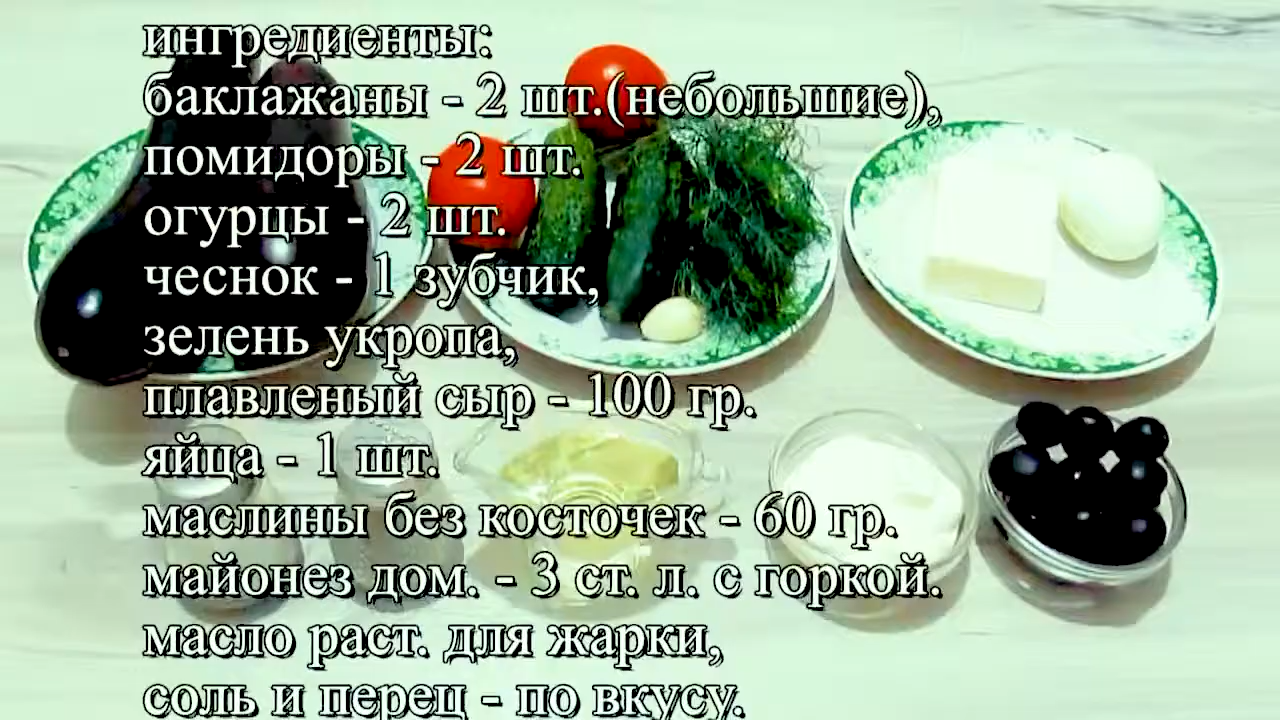 ингредиенты:
баклажаны - 2 шт.(небольшие),
помидоры - 2 шт.
огурцы - 2 шт.
чеснок - 1 зубчик,
зелень укропа,
плавленый сыр - 100 гр.
яйца - 1 шт.
маслины без косточек - 60 гр.
майонез дом. - 3 ст. л. с горкой.
масло раст. для жарки,
соль и перец - по вкусу.